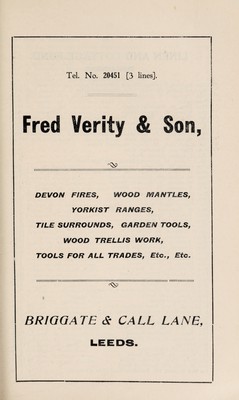 Tel. No. 20451 [3 lines].
Fred Verity & Son,
DEVON FIRES, WOOD MANTLES,
YORKIST RANGES,
TILE SURROUNDS, GARDEN TOOLS,
WOOD TRELLIS WORK,
TOOLS FOR ALL TRADES, Etc., Etc.
BRIGGATE & CALL LANE,
LEEDS.